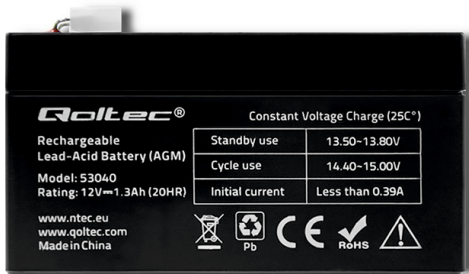 Qoltec®
Rechargeable
Lead-Acid Battery (AGM)
Model: 53040
Rating: 12V⎓1.3Ah (20HR)
www.ntec.eu
www.qoltec.com
Made in China
Constant Voltage Charge (25C°)
Standby use 13.50~13.80V
Cycle use 14.40~15.00V
Initial current Less than 0.39A
Pb CE RoHS